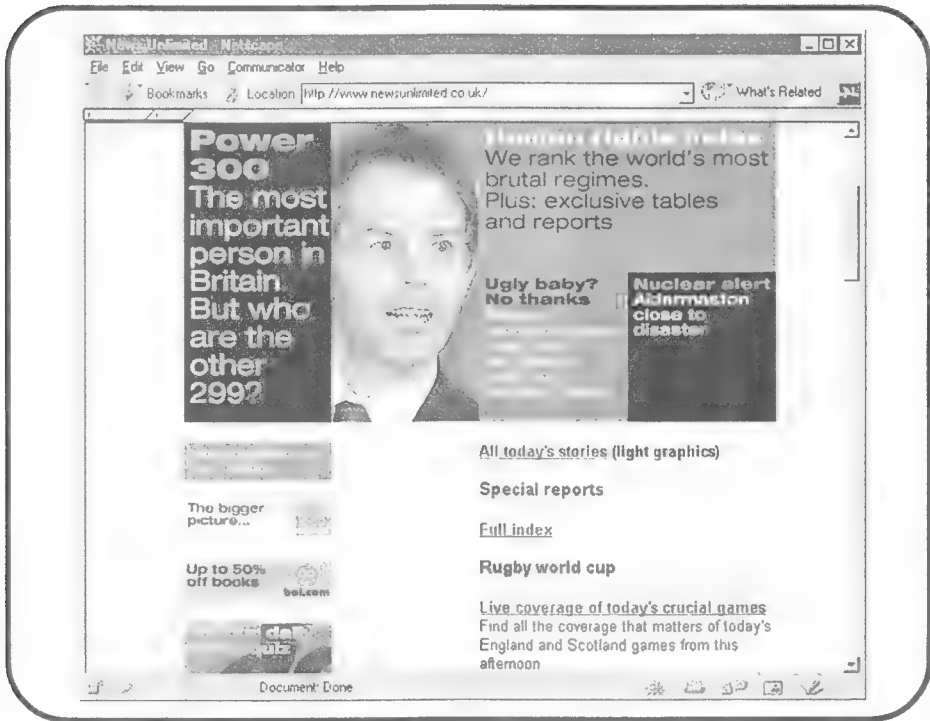 News Unlimited - Netscape
File Edit View Go Communicator Help
Bookmarks Location http://www.newsunlimited.co.uk/ What's Related
Power
300
The most
important
person in
Britain.
But who
are the
other
299?
We rank the world's most
brutal regimes.
Plus: exclusive tables
and reports
Ugly baby?
No thanks
Nuclear alert
Aldermaston
close to
disaster
All today's stories (light graphics)
Special reports
The bigger
picture...
Full index
Up to 50%
off books
bol.com
Rugby world cup
Live coverage of today's crucial games
Find all the coverage that matters of today's
England and Scotland games from this
afternoon
quiz
Document: Done